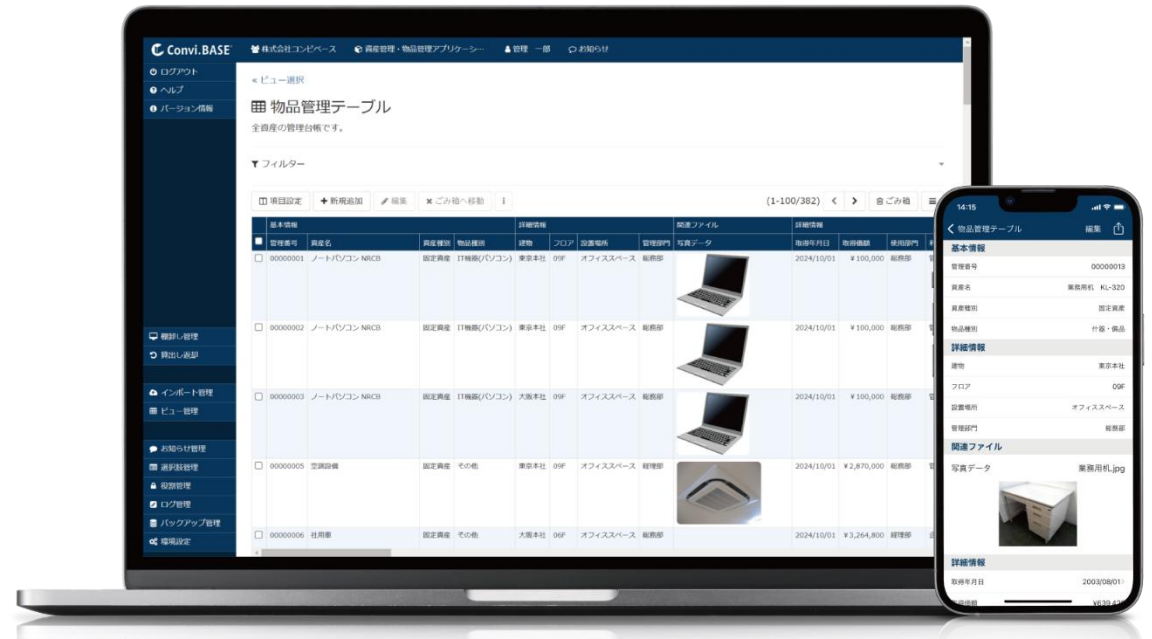 Convi.BASE
株式会社コンビベース 資産管理・物品管理アプリケーシ… 管理 一郎 お知らせ
ログアウト
ヘルプ
バージョン情報
棚卸し管理
貸出し返却
インポート管理
ビュー管理
お知らせ管理
選択肢管理
役割管理
ログ管理
バックアップ管理
環境設定
« ビュー選択
物品管理テーブル
全資産の管理台帳です。
フィルター
項目設定 新規追加 編集 ごみ箱へ移動 (1-100/382) ごみ箱
基本情報 詳細情報 関連ファイル 詳細情報
管理番号 資産名 資産種別 物品種別 建物 フロア 設置場所 管理部門 写真データ 取得年月日 取得価額 使用部門
00000001 ノートパソコン NRCB 固定資産 IT機器(パソコン) 東京本社 09F オフィススペース 総務部 2024/10/01 ¥100,000 総務部
00000002 ノートパソコン NRCB 固定資産 IT機器(パソコン) 東京本社 09F オフィススペース 総務部 2024/10/01 ¥100,000 総務部
00000003 ノートパソコン NRCB 固定資産 IT機器(パソコン) 大阪本社 09F オフィススペース 総務部 2024/10/01 ¥100,000 総務部
00000005 空調設備 固定資産 その他 東京本社 09F オフィススペース 経理部 2024/10/01 ¥2,870,000 総務部
00000006 社用車 固定資産 その他 大阪本社 06F オフィススペース 総務部 2024/10/01 ¥3,264,800 経理部
14:15
物品管理テーブル 編集
基本情報
管理番号 00000013
資産名 業務用机 KL-320
資産種別 固定資産
物品種別 什器・備品
詳細情報
建物 東京本社
フロア 09F
設置場所 オフィススペース
管理部門 総務部
関連ファイル
写真データ 業務用机.jpg
詳細情報
取得年月日 2003/08/01